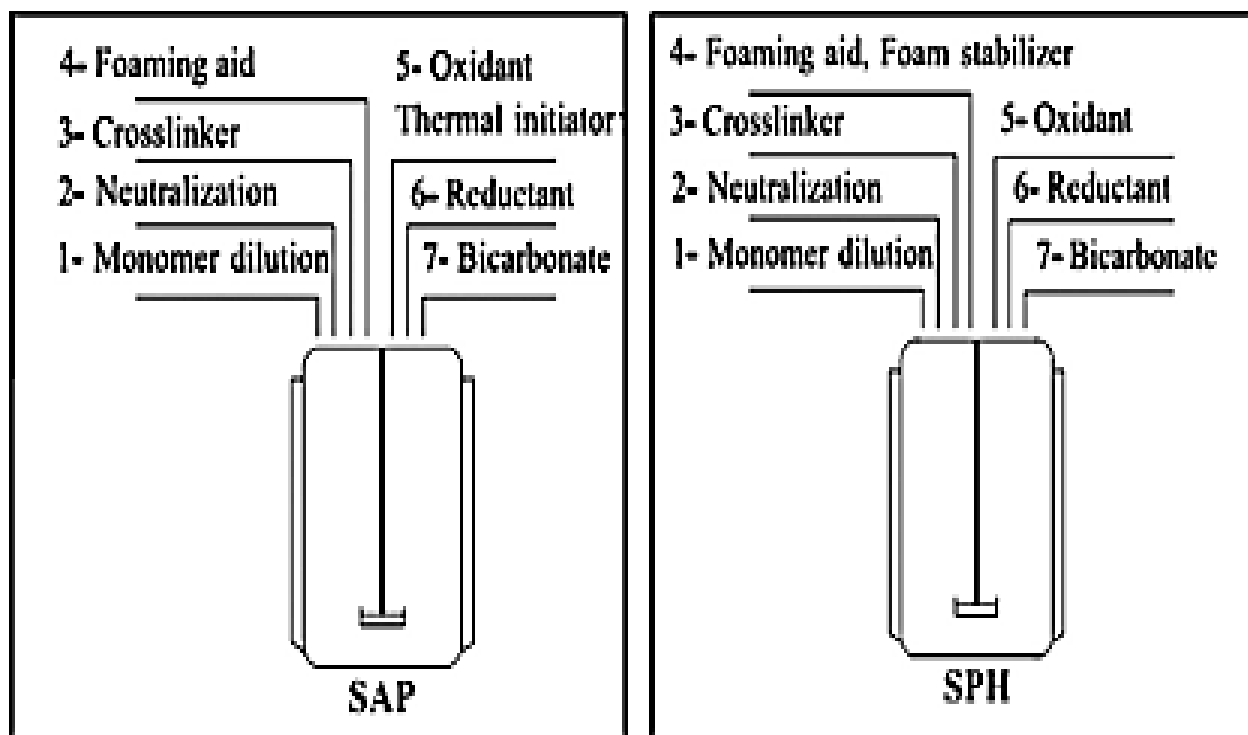 4- Foaming aid
3- Crosslinker
2- Neutralization
1- Monomer dilution
5- Oxidant
Thermal initiator
6- Reductant
7- Bicarbonate
SAP
4- Foaming aid, Foam stabilizer
3- Crosslinker
2- Neutralization
1- Monomer dilution
5- Oxidant
6- Reductant
7- Bicarbonate
SPH